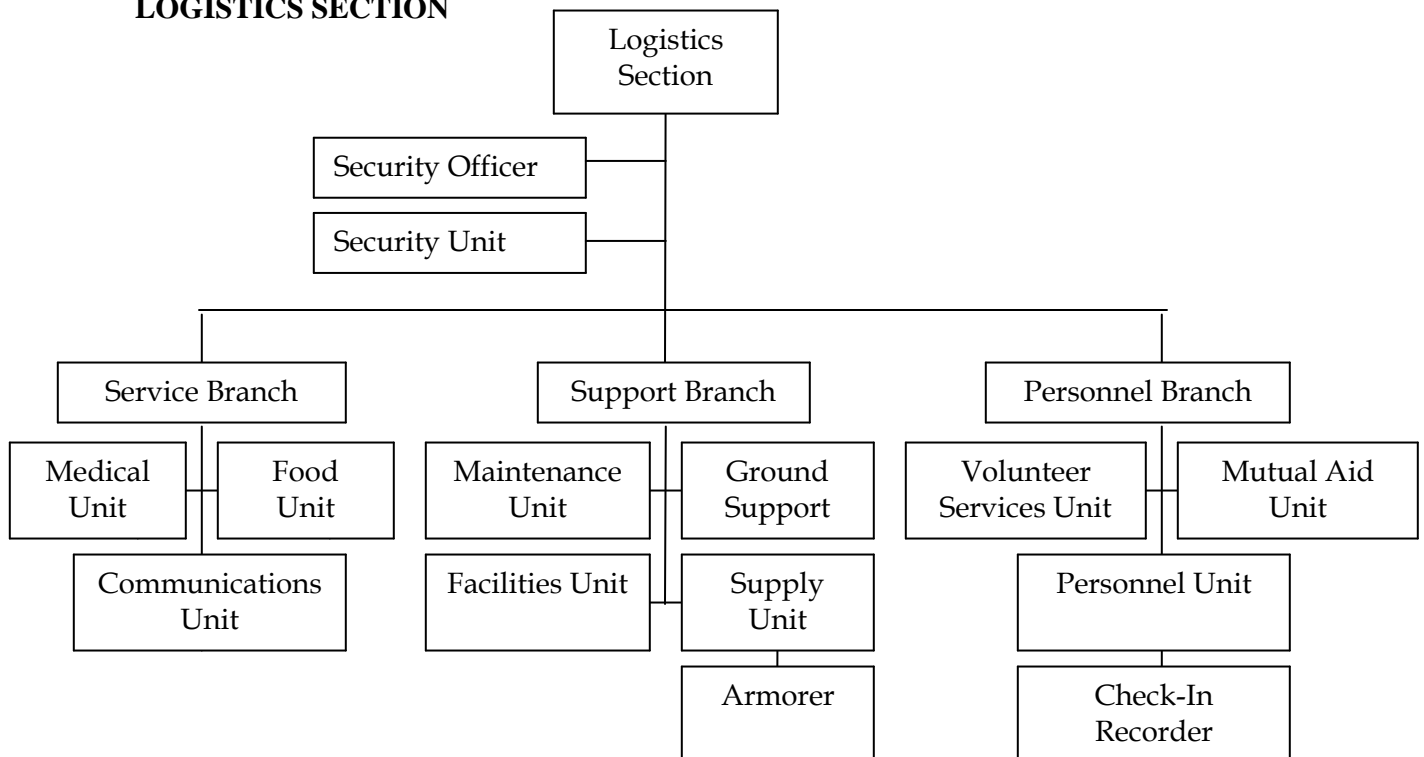 LOGISTICS SECTION
Logistics
Section
Security Officer
Security Unit
Service Branch
Support Branch
Personnel Branch
Medical
Unit
Food
Unit
Maintenance
Unit
Ground
Support
Volunteer
Services Unit
Mutual Aid
Unit
Communications
Unit
Facilities Unit
Supply
Unit
Personnel Unit
Armorer
Check-In
Recorder